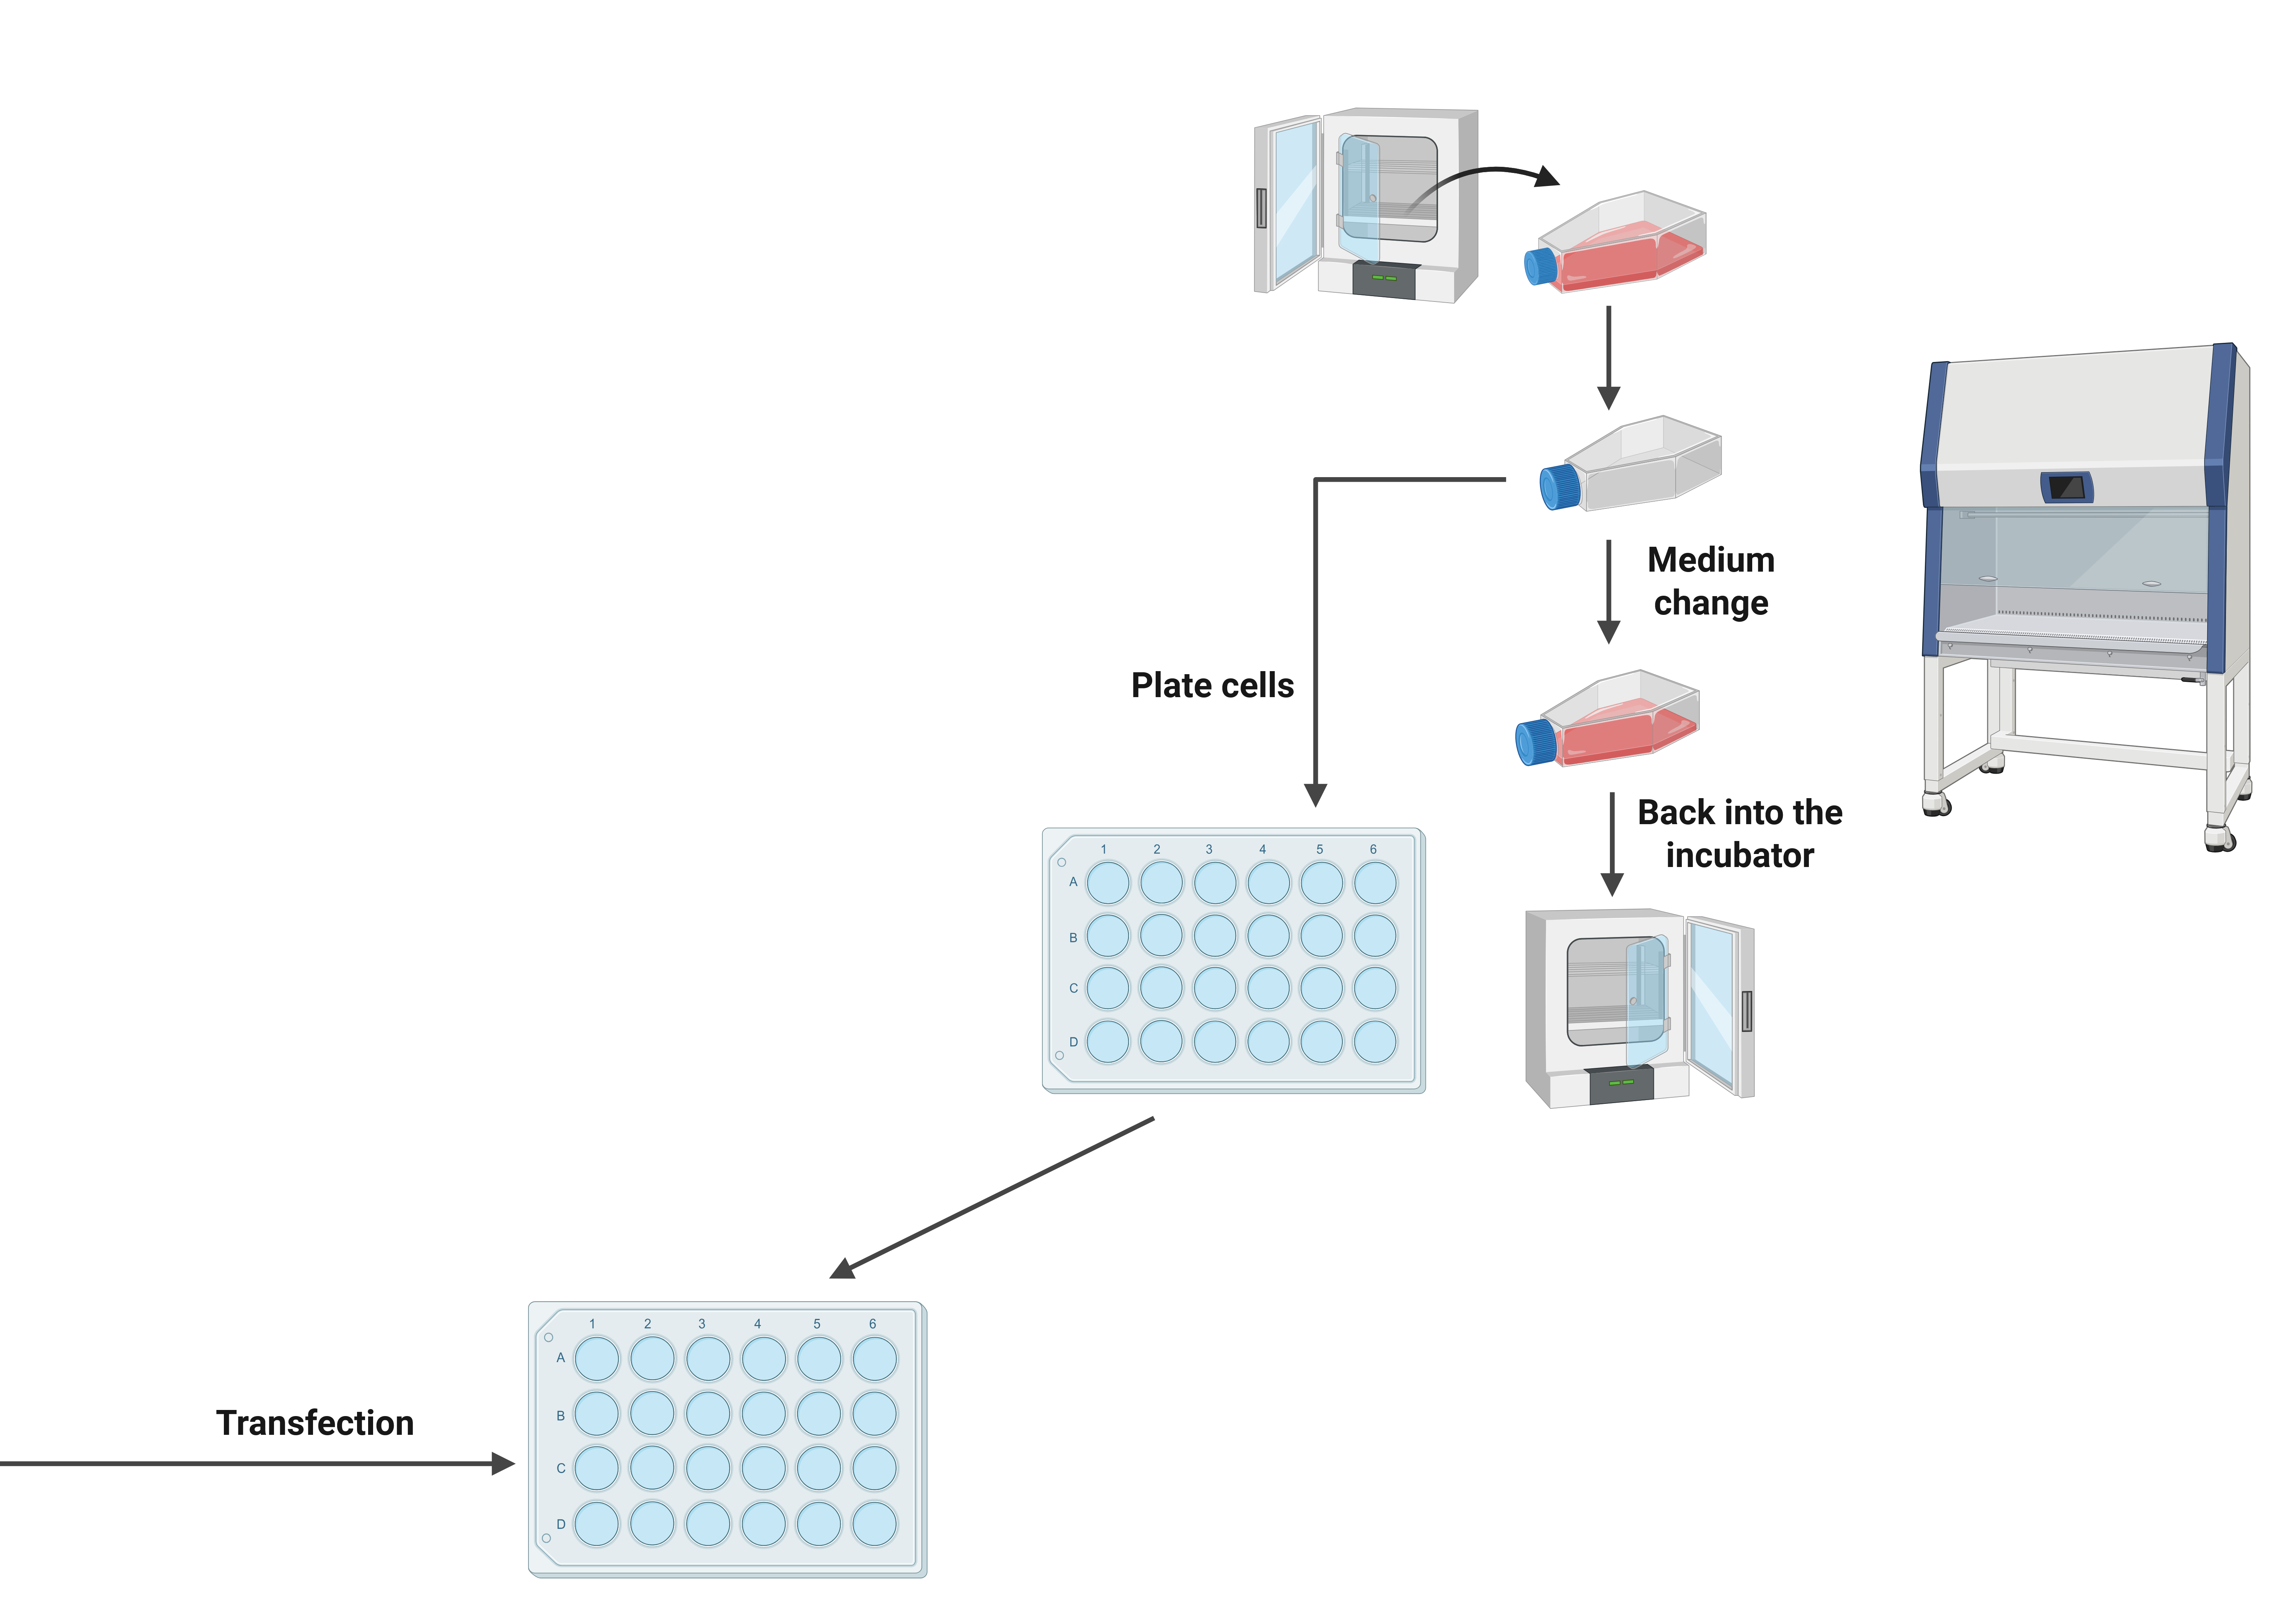 Medium
change
Plate cells
Back into the
incubator
1 2 3 4 5 6
A
B
C
D
1 2 3 4 5 6
A
B
C
D
Transfection